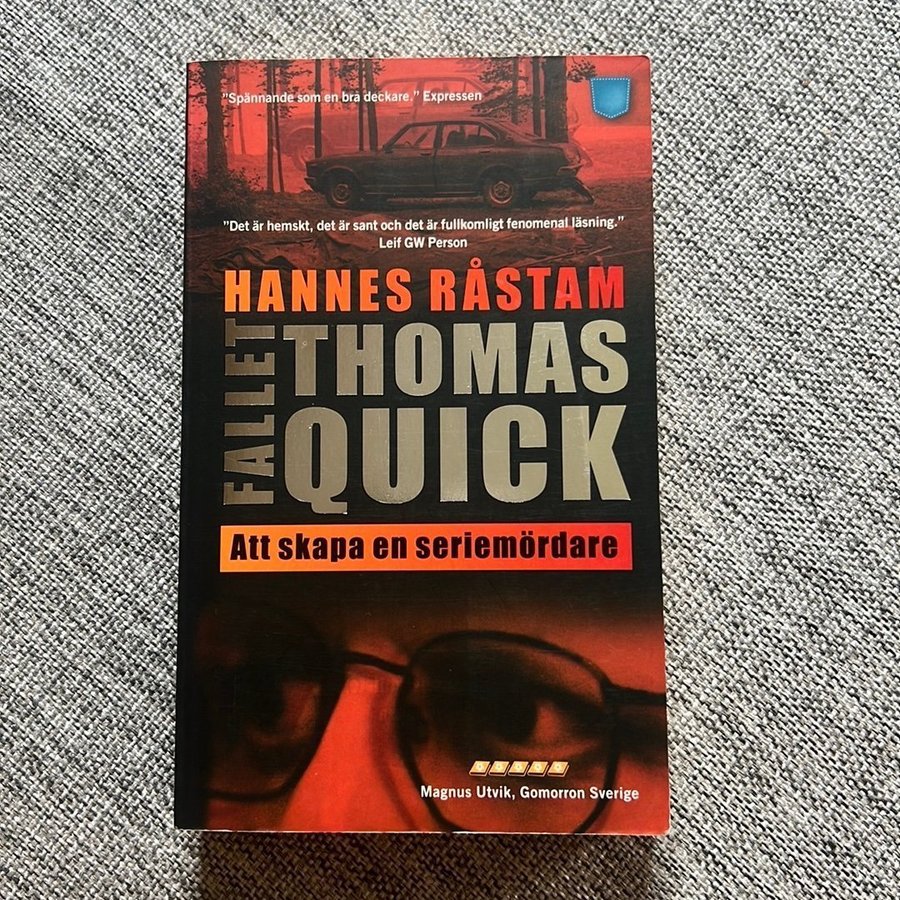 "Spännande som en bra deckare." Expressen
"Det är hemskt, det är sant och det är fullkomligt fenomenal läsning."
Leif GW Person
HANNES RÅSTAM
FALLET
THOMAS
QUICK
Att skapa en seriemördare
Magnus Utvik, Gomorron Sverige